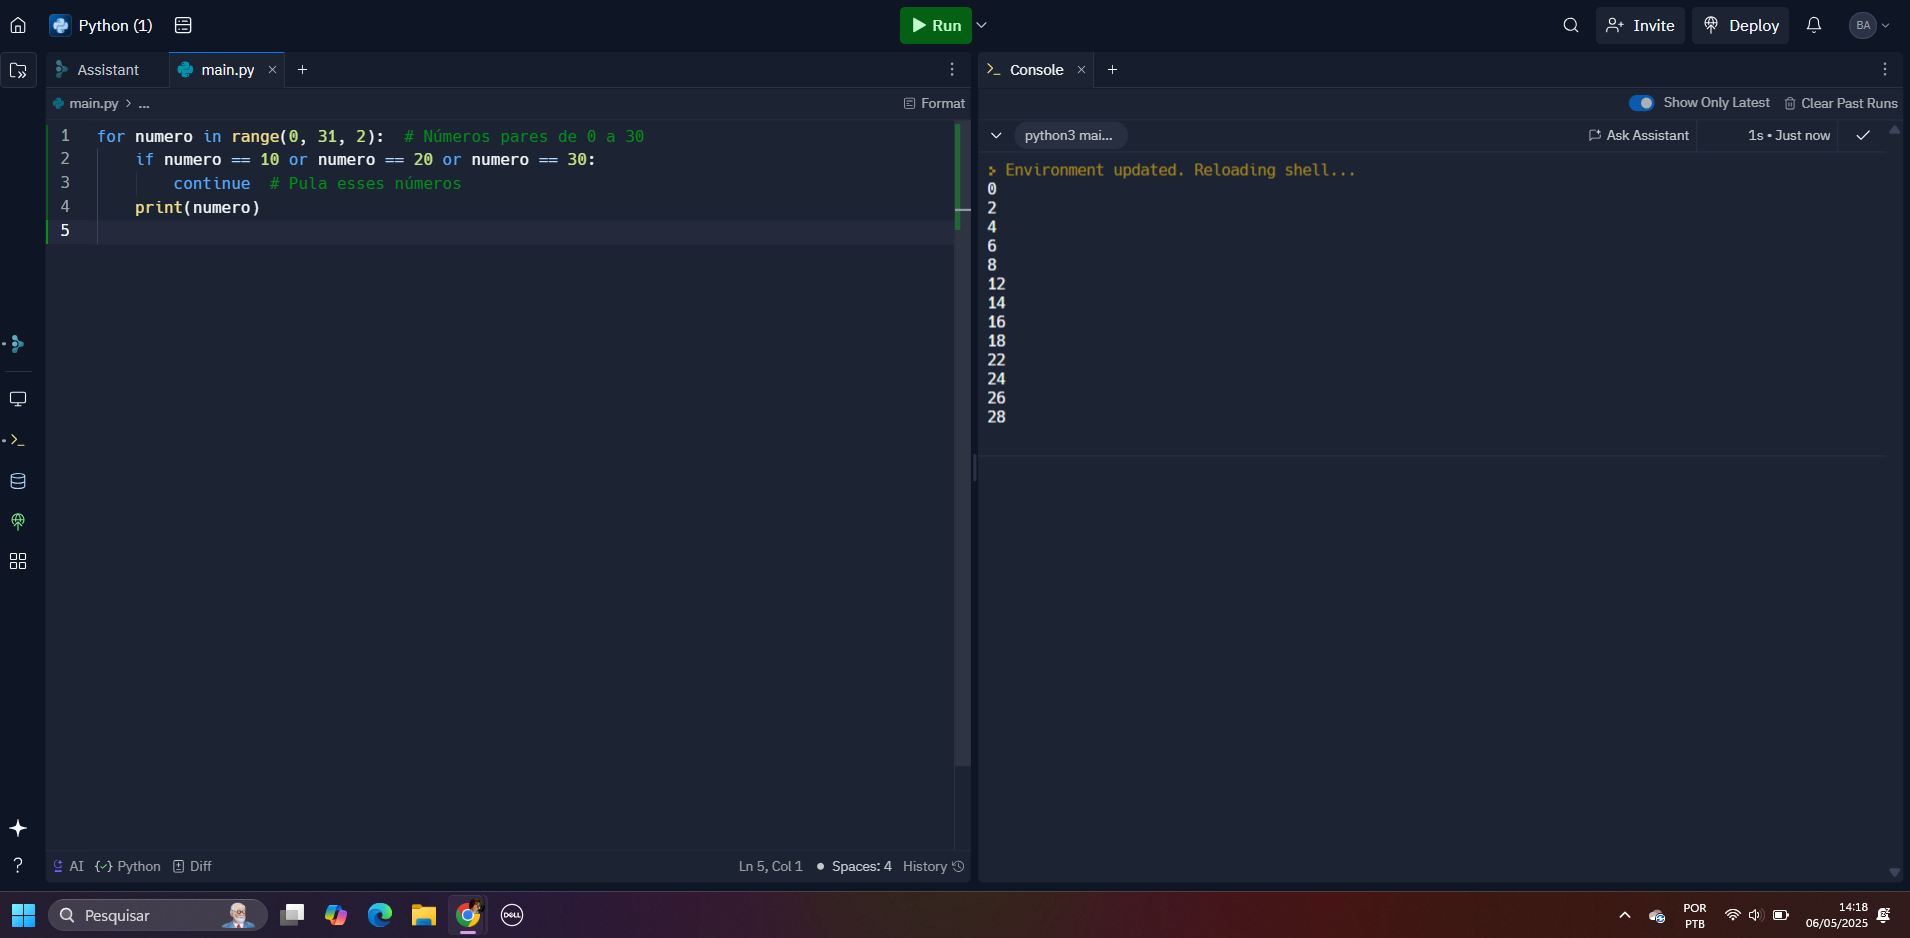 Python (1)
Run
Invite
Deploy
BA
Assistant
main.py
Console
main.py > ...
Format
Show Only Latest
Clear Past Runs
python3 mai...
Ask Assistant
1s • Just now
1 for numero in range(0, 31, 2):  # Números pares de 0 a 30
2     if numero == 10 or numero == 20 or numero == 30:
3         continue  # Pula esses números
4     print(numero)
5
Environment updated. Reloading shell...
0
2
4
6
8
12
14
16
18
22
24
26
28
AI
Python
Diff
Ln 5, Col 1
Spaces: 4
History
Pesquisar
DELL
POR
PTB
14:18
06/05/2025